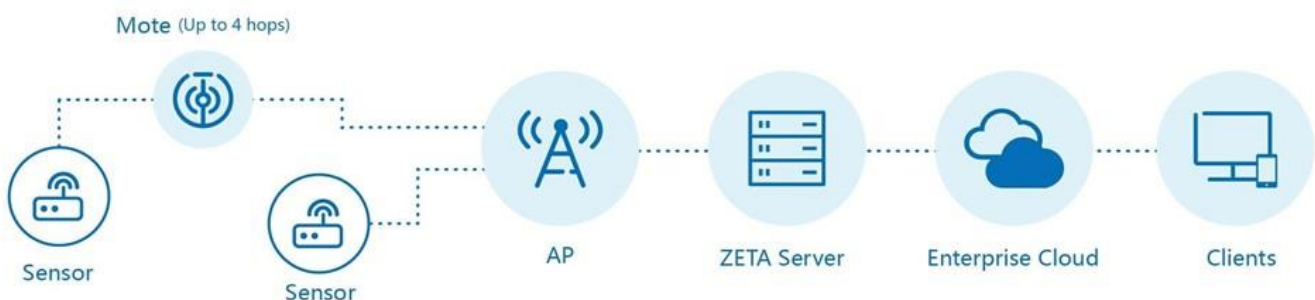 Mote (Up to 4 hops)
Sensor
Sensor
AP
ZETA Server
Enterprise Cloud
Clients